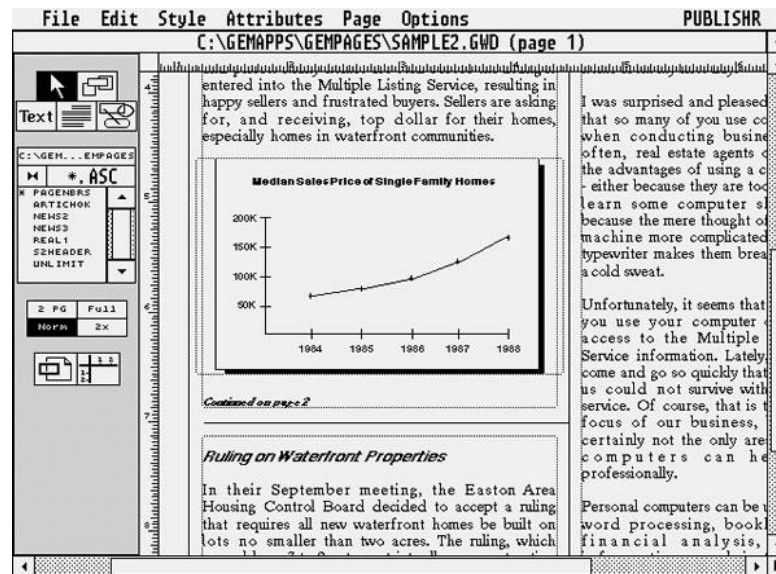 File Edit Style Attributes Page Options PUBLISHR
C:\GEMAPPS\GEMPAGES\SAMPLE2.GWD (page 1)
Text
C:\GEM...EMPAGES
*.ASC
* PAGENBRS
ARTICHOK
NEWS2
NEWS3
REAL1
S2HEADER
UNLIMIT
2 PG Full
Norm 2x
entered into the Multiple Listing Service, resulting in
happy sellers and frustrated buyers. Sellers are asking
for, and receiving, top dollar for their homes,
especially homes in waterfront communities.
Median Sales Price of Single Family Homes
200K
150K
100K
50K
1984 1985 1986 1987 1988
Continued on page 2
Ruling on Waterfront Properties
In their September meeting, the Easton Area
Housing Control Board decided to accept a ruling
that requires all new waterfront homes be built on
lots no smaller than two acres. The ruling, which
I was surprised and pleased
that so many of you use
when conducting
often, real estate agents
the advantages of using a
- either because they are
learn some computer
because the mere thought
machine more complicated
typewriter makes them
a cold sweat.
Unfortunately, it seems that
you use your computer
access to the Multiple
Service information. Lately,
come and go so quickly that
us could not survive
service. Of course, that is
focus of our business,
certainly not the only
computers can
professionally.
Personal computers can be
word processing,
financial analysis,